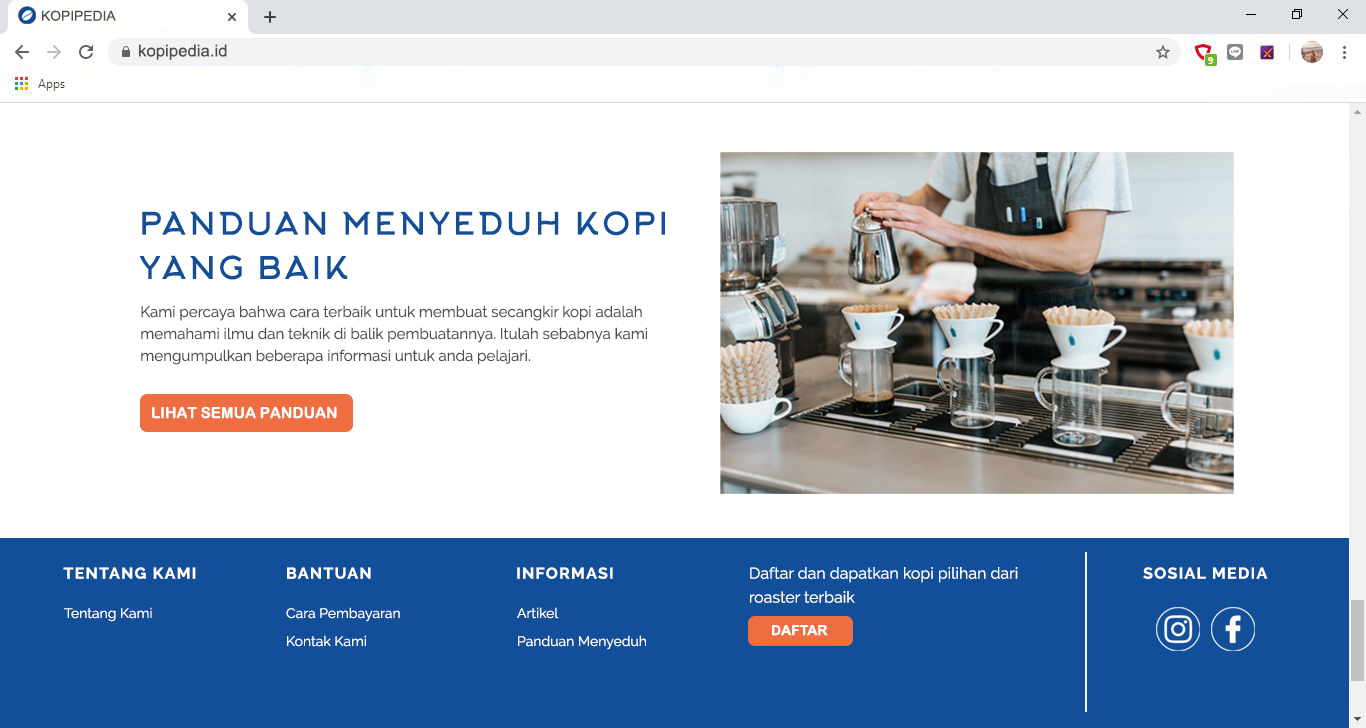 KOPIPEDIA
kopipedia.id
9
Apps
PANDUAN MENYEDUH KOPI
YANG BAIK
Kami percaya bahwa cara terbaik untuk membuat secangkir kopi adalah
memahami ilmu dan teknik di balik pembuatannya. Itulah sebabnya kami
mengumpulkan beberapa informasi untuk anda pelajari.
LIHAT SEMUA PANDUAN
TENTANG KAMI
Tentang Kami
BANTUAN
Cara Pembayaran
Kontak Kami
INFORMASI
Artikel
Panduan Menyeduh
Daftar dan dapatkan kopi pilihan dari
roaster terbaik
DAFTAR
SOSIAL MEDIA